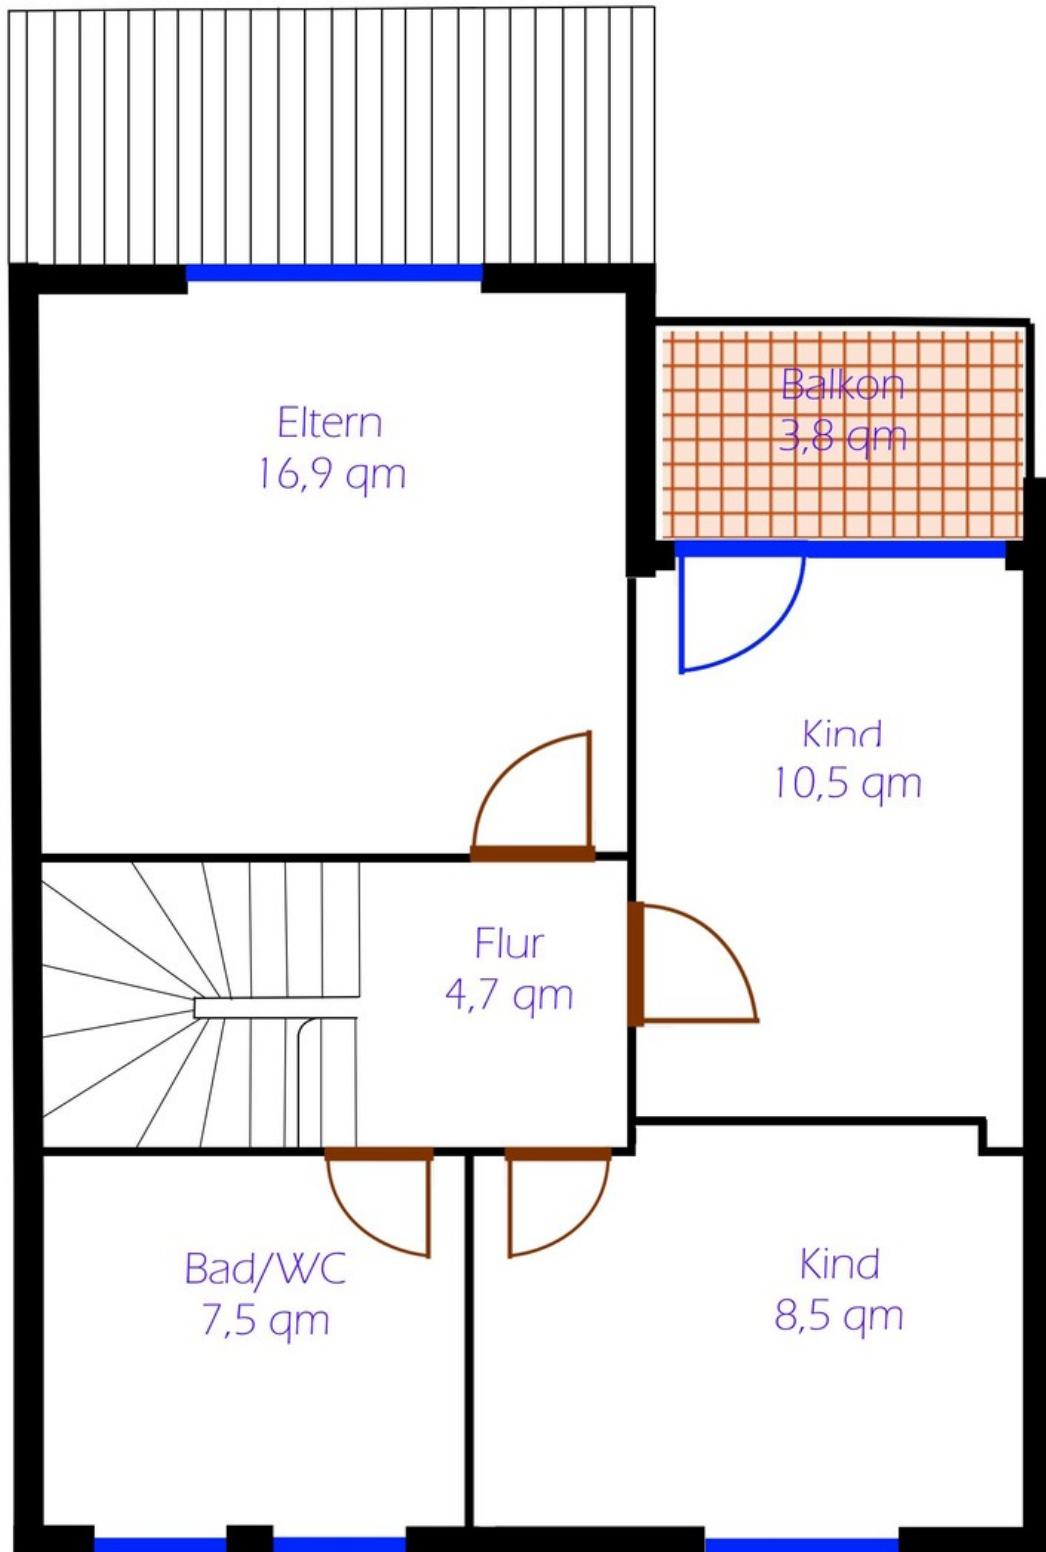 Balkon
3,8 qm
Eltern
16,9 qm
Kind
10,5 qm
Flur
4,7 qm
Bad/WC
7,5 qm
Kind
8,5 qm